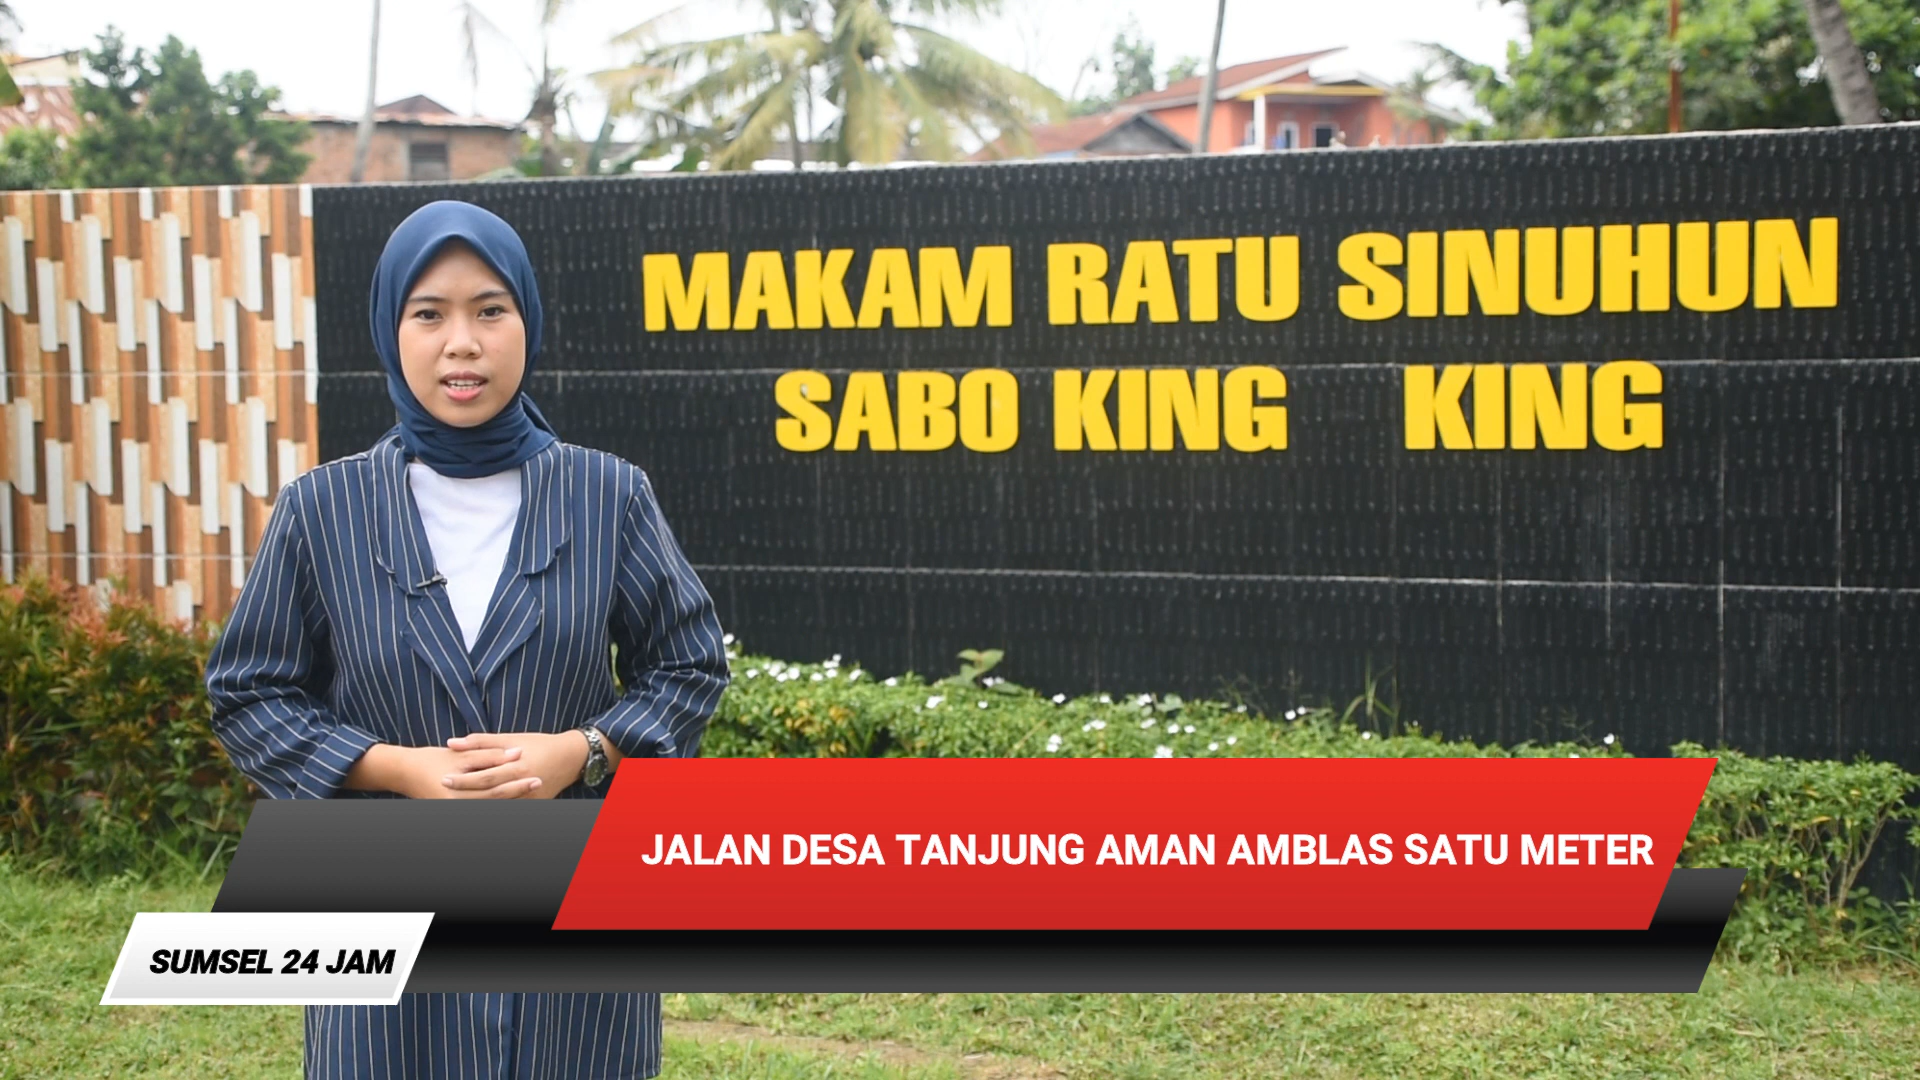 MAKAM RATU SINUHUN
SABO KING KING
JALAN DESA TANJUNG AMAN AMBLAS SATU METER
SUMSEL 24 JAM